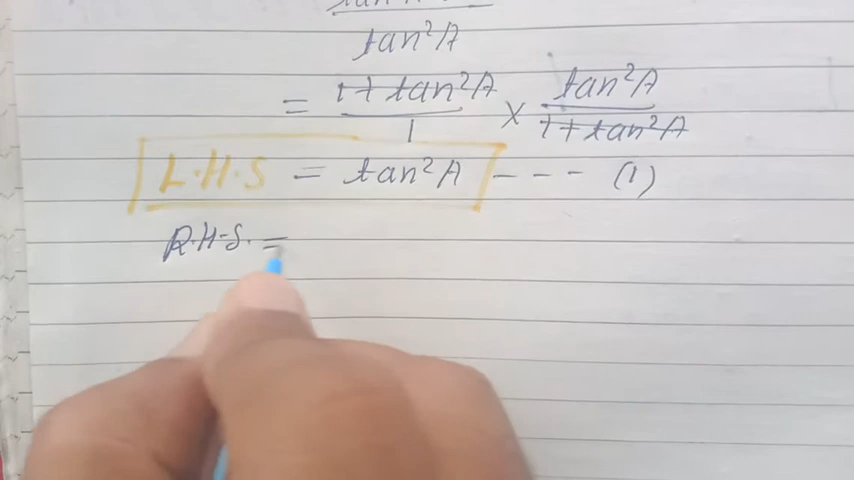 tan²A
= 1+tan²A/1 × tan²A/1+tan²A
L.H.S = tan²A --- (1)
R.H.S. =